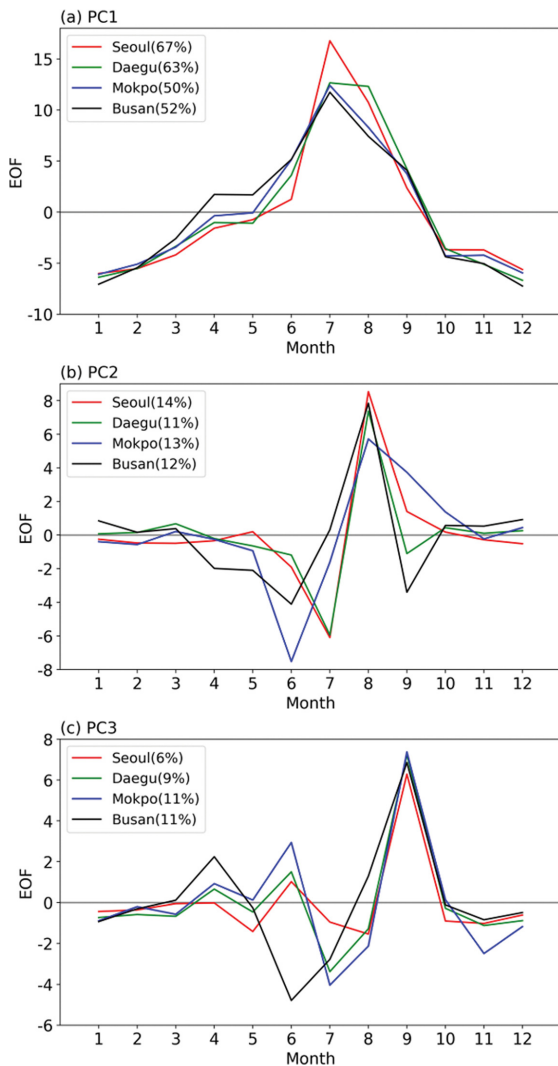 (a) PC1
Seoul(67%)
Daegu(63%)
Mokpo(50%)
Busan(52%)
15
10
5
0
-5
-10
EOF
1 2 3 4 5 6 7 8 9 10 11 12
Month
(b) PC2
Seoul(14%)
Daegu(11%)
Mokpo(13%)
Busan(12%)
8
6
4
2
0
-2
-4
-6
-8
EOF
1 2 3 4 5 6 7 8 9 10 11 12
Month
(c) PC3
Seoul(6%)
Daegu(9%)
Mokpo(11%)
Busan(11%)
8
6
4
2
0
-2
-4
-6
EOF
1 2 3 4 5 6 7 8 9 10 11 12
Month